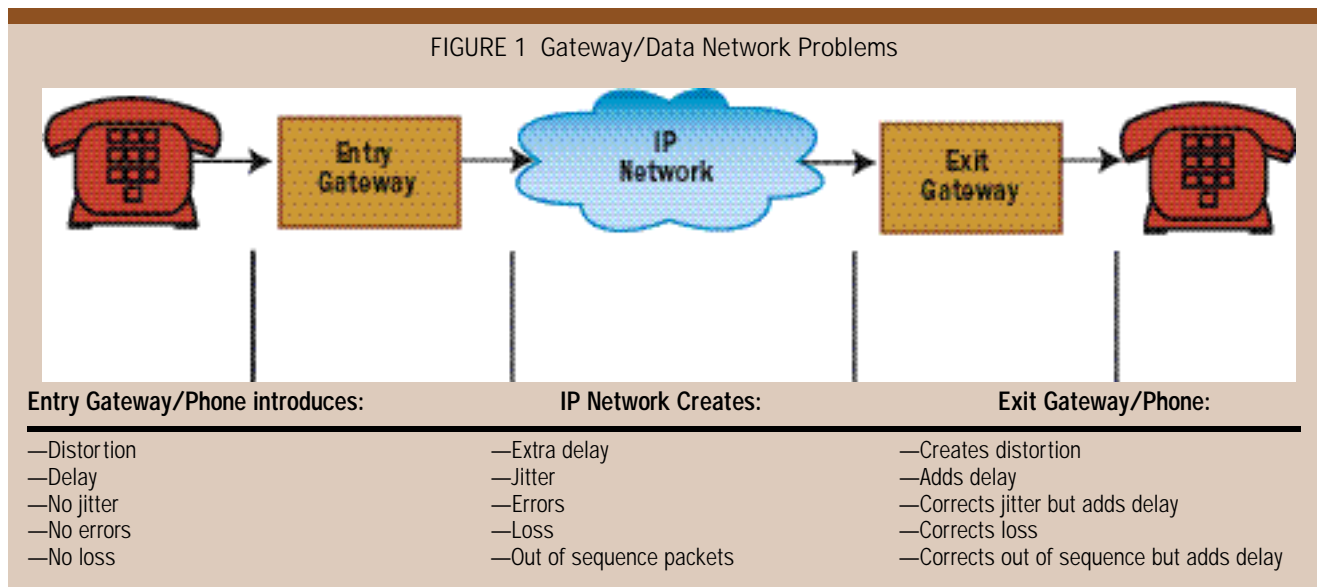 FIGURE 1 Gateway/Data Network Problems
Entry
Gateway
IP
Network
Exit
Gateway
Entry Gateway/Phone introduces:
—Distortion
—Delay
—No jitter
—No errors
—No loss
IP Network Creates:
—Extra delay
—Jitter
—Errors
—Loss
—Out of sequence packets
Exit Gateway/Phone:
—Creates distortion
—Adds delay
—Corrects jitter but adds delay
—Corrects loss
—Corrects out of sequence but adds delay